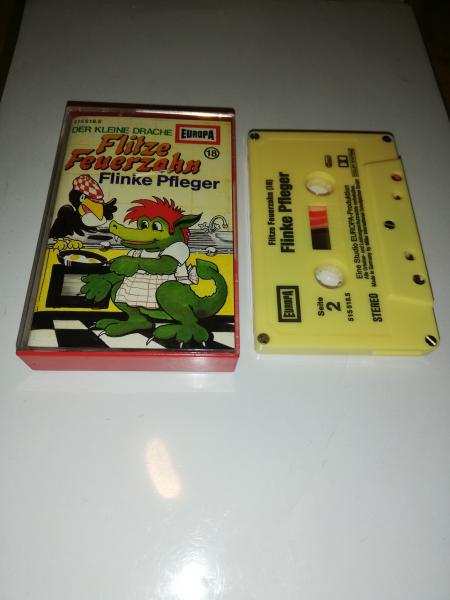 515 518.5
DER KLEINE DRACHE
EUROPA
Flitze
Feuerzahn
18
Flinke Pfleger
Flitze Feuerzahn (18)
Flinke Pfleger
EUROPA
Seite
2
Eine Studio EUROPA-Produktion
515 518.5
STEREO